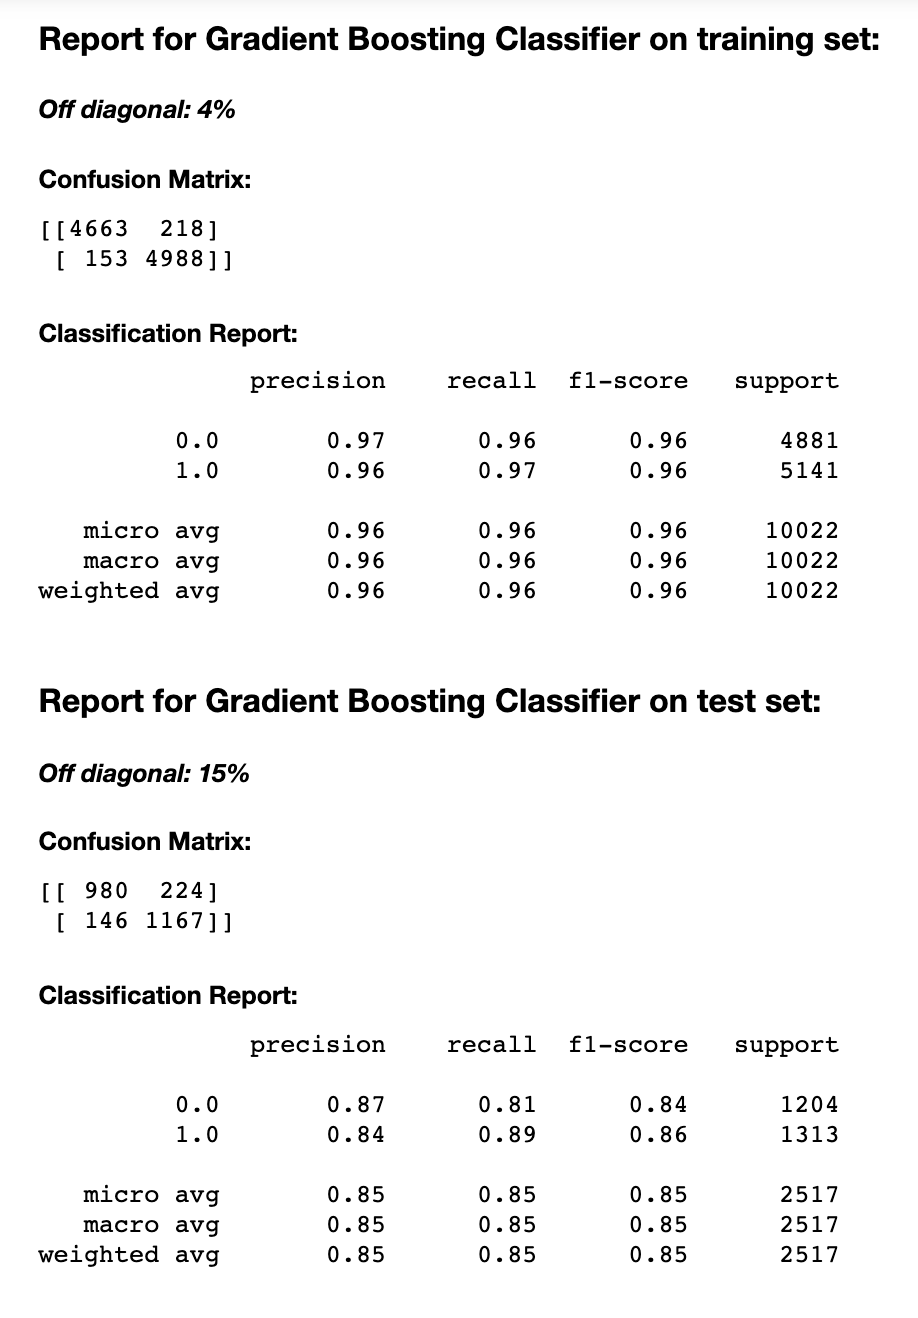 Report for Gradient Boosting Classifier on training set:
Off diagonal: 4%
Confusion Matrix:
[[4663  218]
 [ 153 4988]]
Classification Report:
              precision    recall  f1-score   support
         0.0       0.97      0.96      0.96      4881
         1.0       0.96      0.97      0.96      5141
   micro avg       0.96      0.96      0.96     10022
   macro avg       0.96      0.96      0.96     10022
weighted avg       0.96      0.96      0.96     10022
Report for Gradient Boosting Classifier on test set:
Off diagonal: 15%
Confusion Matrix:
[[ 980  224]
 [ 146 1167]]
Classification Report:
              precision    recall  f1-score   support
         0.0       0.87      0.81      0.84      1204
         1.0       0.84      0.89      0.86      1313
   micro avg       0.85      0.85      0.85      2517
   macro avg       0.85      0.85      0.85      2517
weighted avg       0.85      0.85      0.85      2517